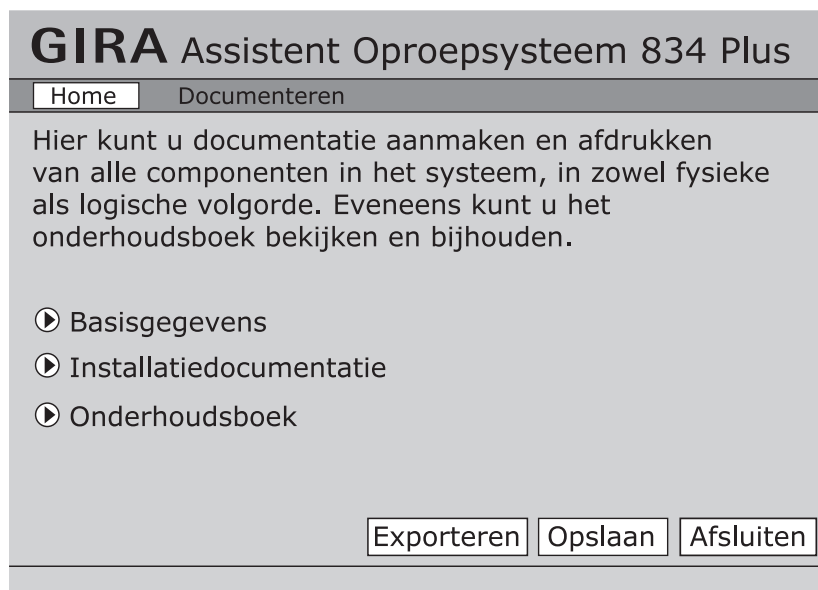 GIRA Assistent Oproepsysteem 834 Plus
Home Documenteren
Hier kunt u documentatie aanmaken en afdrukken
van alle componenten in het systeem, in zowel fysieke
als logische volgorde. Eveneens kunt u het
onderhoudsboek bekijken en bijhouden.
Basisgegevens
Installatiedocumentatie
Onderhoudsboek
Exporteren Opslaan Afsluiten